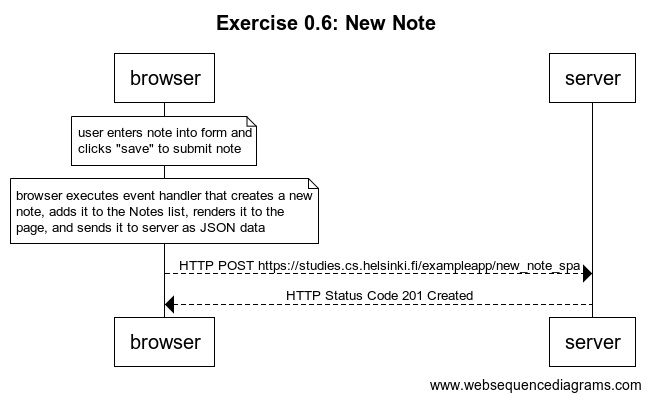 Exercise 0.6: New Note
browser
server
user enters note into form and
clicks "save" to submit note
browser executes event handler that creates a new
note, adds it to the Notes list, renders it to the
page, and sends it to server as JSON data
HTTP POST https://studies.cs.helsinki.fi/exampleapp/new_note_spa
HTTP Status Code 201 Created
browser
server
www.websequencediagrams.com